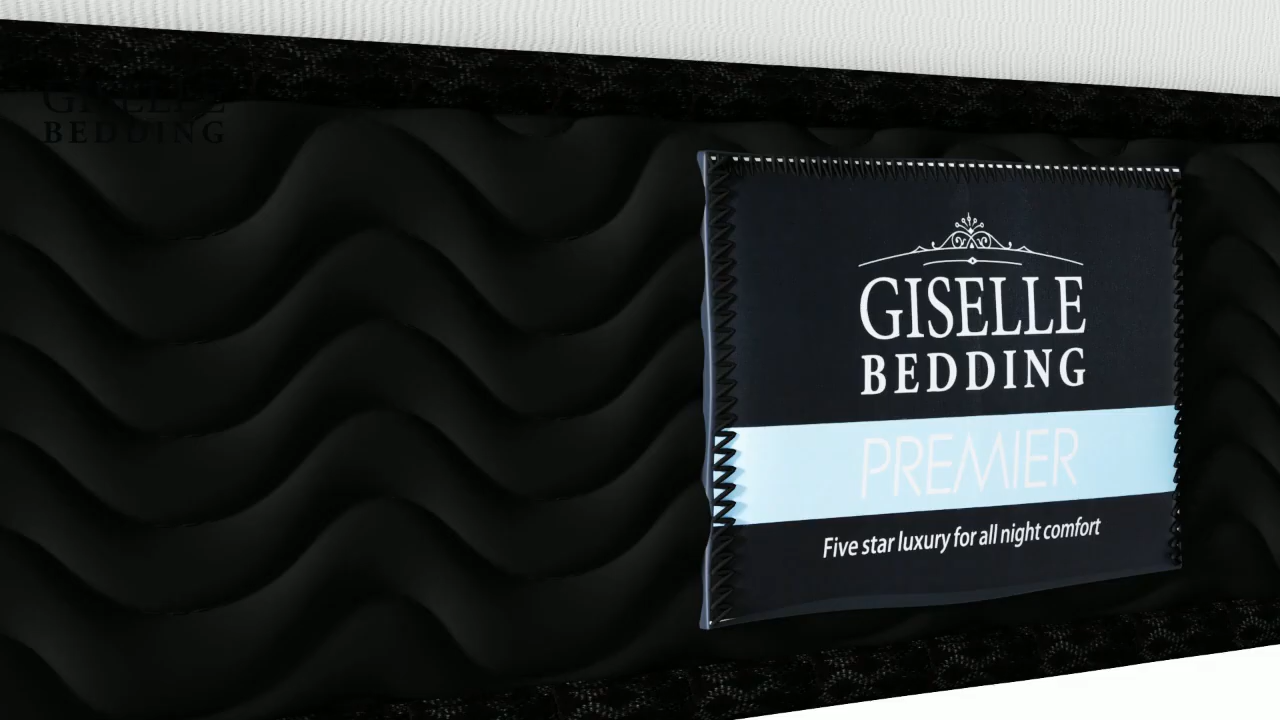 GISELLE
BEDDING
GISELLE
BEDDING
PREMIER
Five star luxury for all night comfort